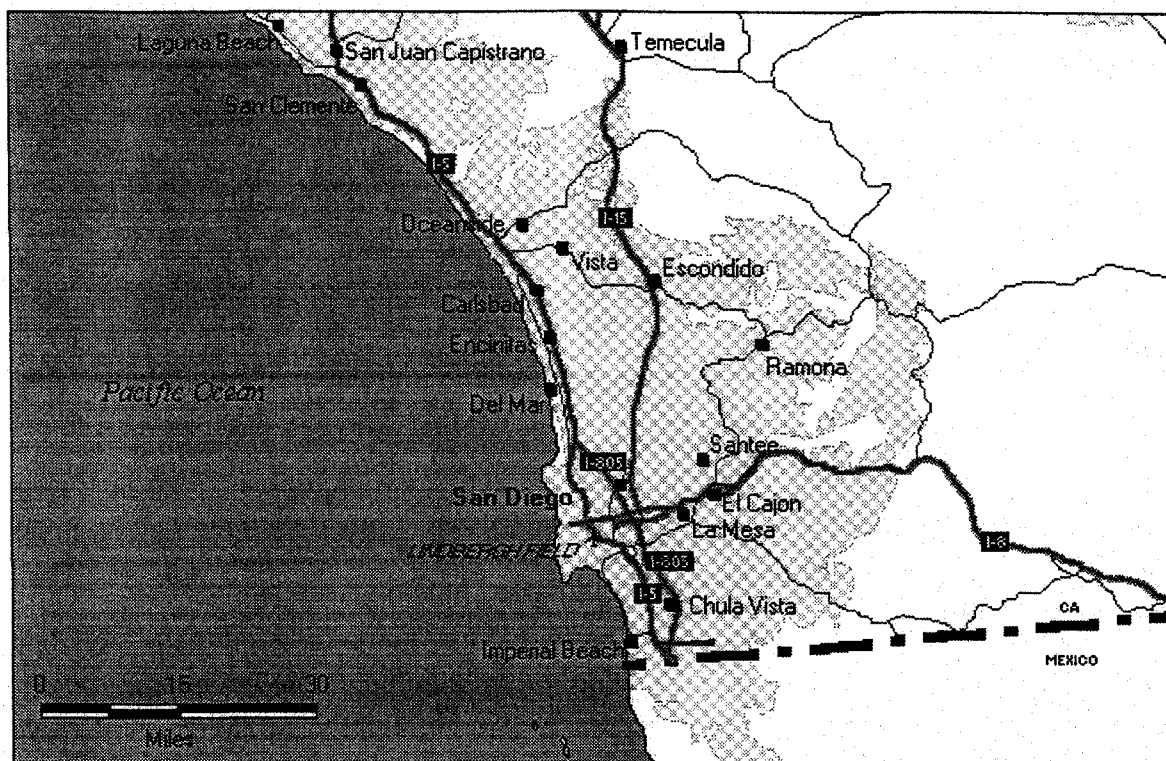 Laguna Beach
San Juan Capistrano
Temecula
San Clemente
I-5
Oceanside
I-15
Vista
Escondido
Carlsbad
Encinitas
Ramona
Pacific Ocean
Del Mar
Santee
I-805
San Diego
El Cajon
La Mesa
LINDBERGH FIELD
I-805
I-8
I-5
Chula Vista
CA
Imperial Beach
MEXICO
0 15 30
Miles